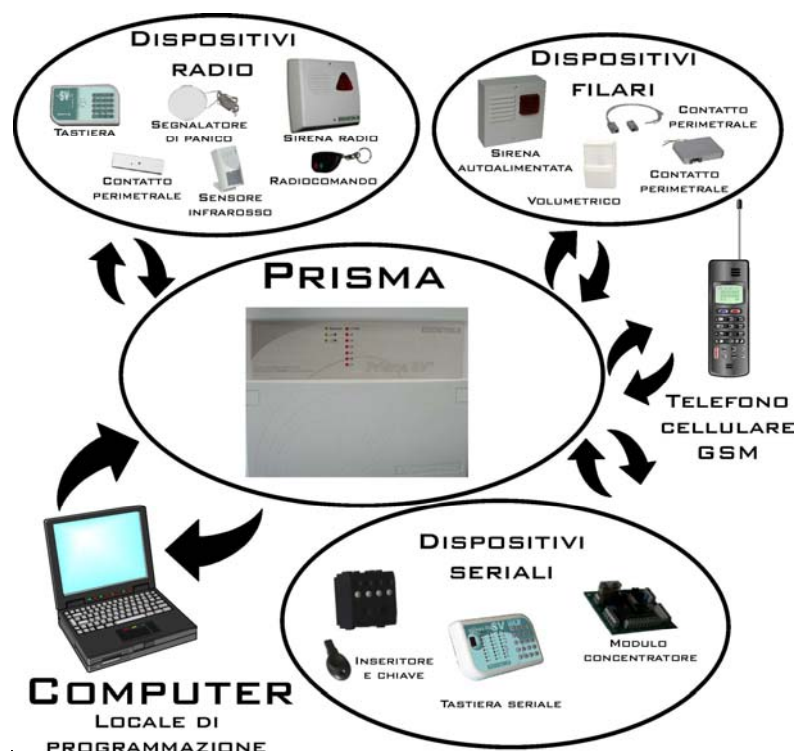 DISPOSITIVI
RADIO
TASTIERA
SEGNALATORE
DI PANICO
SIRENA RADIO
CONTATTO
PERIMETRALE
SENSORE
INFRAROSSO
RADIOCOMANDO
DISPOSITIVI
FILARI
SIRENA
AUTOALIMENTATA
CONTATTO
PERIMETRALE
VOLUMETRICO
CONTATTO
PERIMETRALE
PRISMA
TELEFONO
CELLULARE
GSM
DISPOSITIVI
SERIALI
INSERITORE
E CHIAVE
TASTIERA SERIALE
MODULO
CONCENTRATORE
COMPUTER
LOCALE DI
PROGRAMMAZIONE